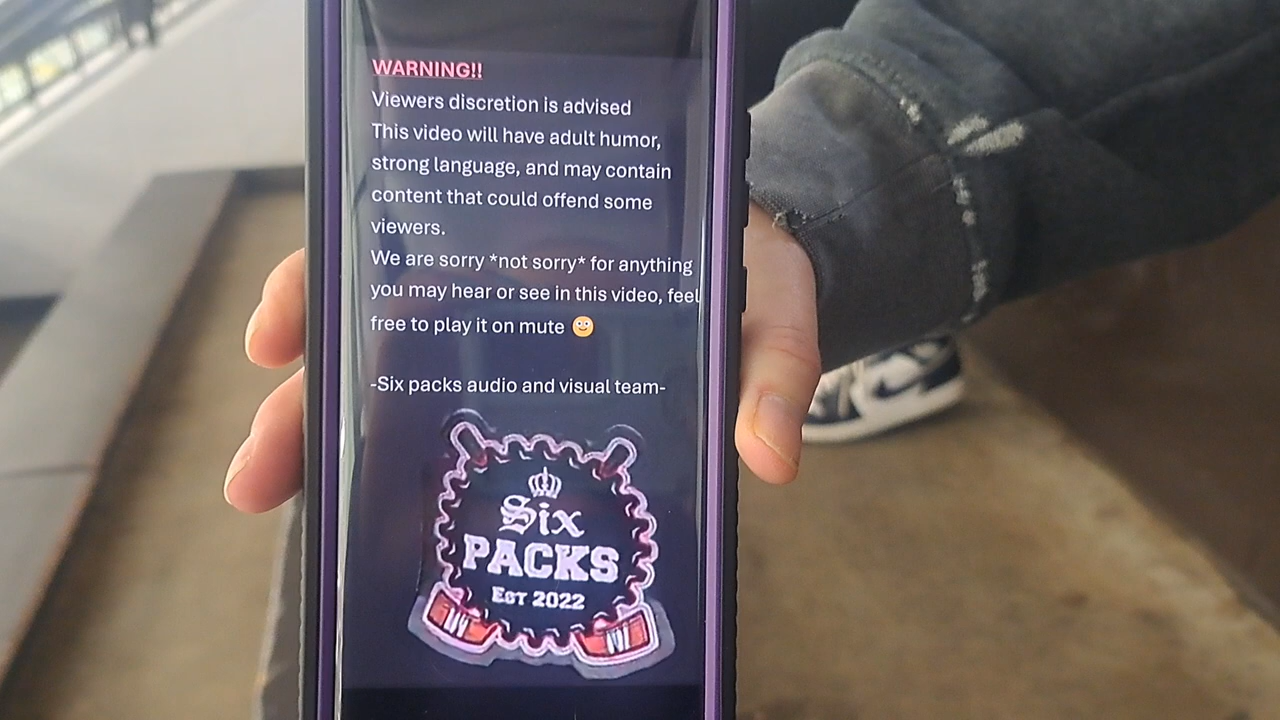 WARNING!!
Viewers discretion is advised
This video will have adult humor,
strong language, and may contain
content that could offend some
viewers.
We are sorry *not sorry* for anything
you may hear or see in this video, feel
free to play it on mute 🙄
-Six packs audio and visual team-
Six
PACKS
EST 2022